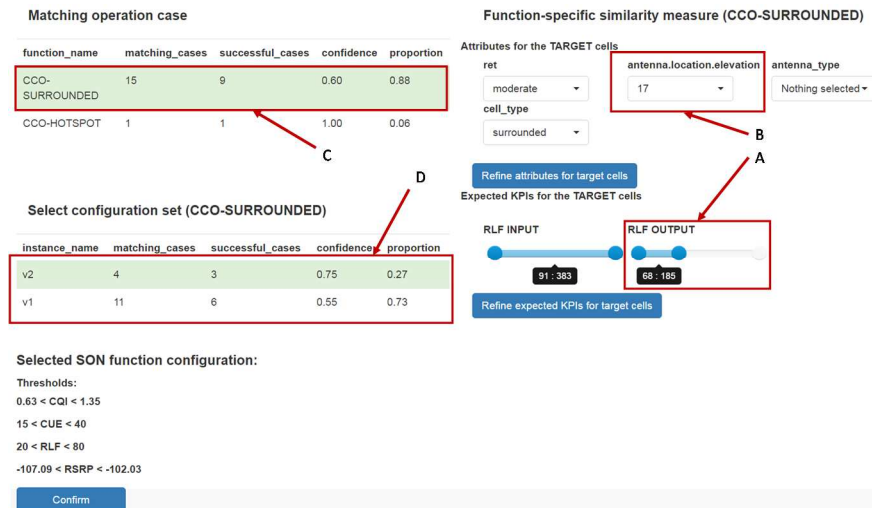 Matching operation case
function_name matching_cases successful_cases confidence proportion
CCO-
SURROUNDED 15 9 0.60 0.88
CCO-HOTSPOT 1 1 1.00 0.06
C
D
Select configuration set (CCO-SURROUNDED)
instance_name matching_cases successful_cases confidence proportion
v2 4 3 0.75 0.27
v1 11 6 0.55 0.73
Selected SON function configuration:
Thresholds:
0.63 < CQI < 1.35
15 < CUE < 40
20 < RLF < 80
-107.09 < RSRP < -102.03
Confirm
Function-specific similarity measure (CCO-SURROUNDED)
Attributes for the TARGET cells
ret antenna.location.elevation antenna_type
moderate 17 Nothing selected
cell_type
surrounded
B
A
Refine attributes for target cells
Expected KPIs for the TARGET cells
RLF INPUT RLF OUTPUT
91 : 383 68 : 185
Refine expected KPIs for target cells